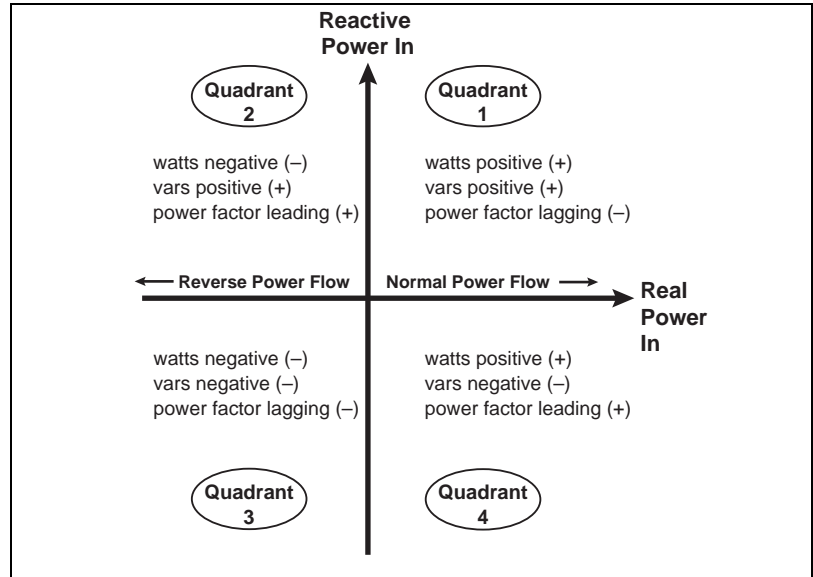 Reactive
Power In
Quadrant
2
Quadrant
1
watts negative (–)
vars positive (+)
power factor leading (+)
watts positive (+)
vars positive (+)
power factor lagging (–)
Reverse Power Flow
Normal Power Flow
Real
Power
In
watts negative (–)
vars negative (–)
power factor lagging (–)
watts positive (+)
vars negative (–)
power factor leading (+)
Quadrant
3
Quadrant
4